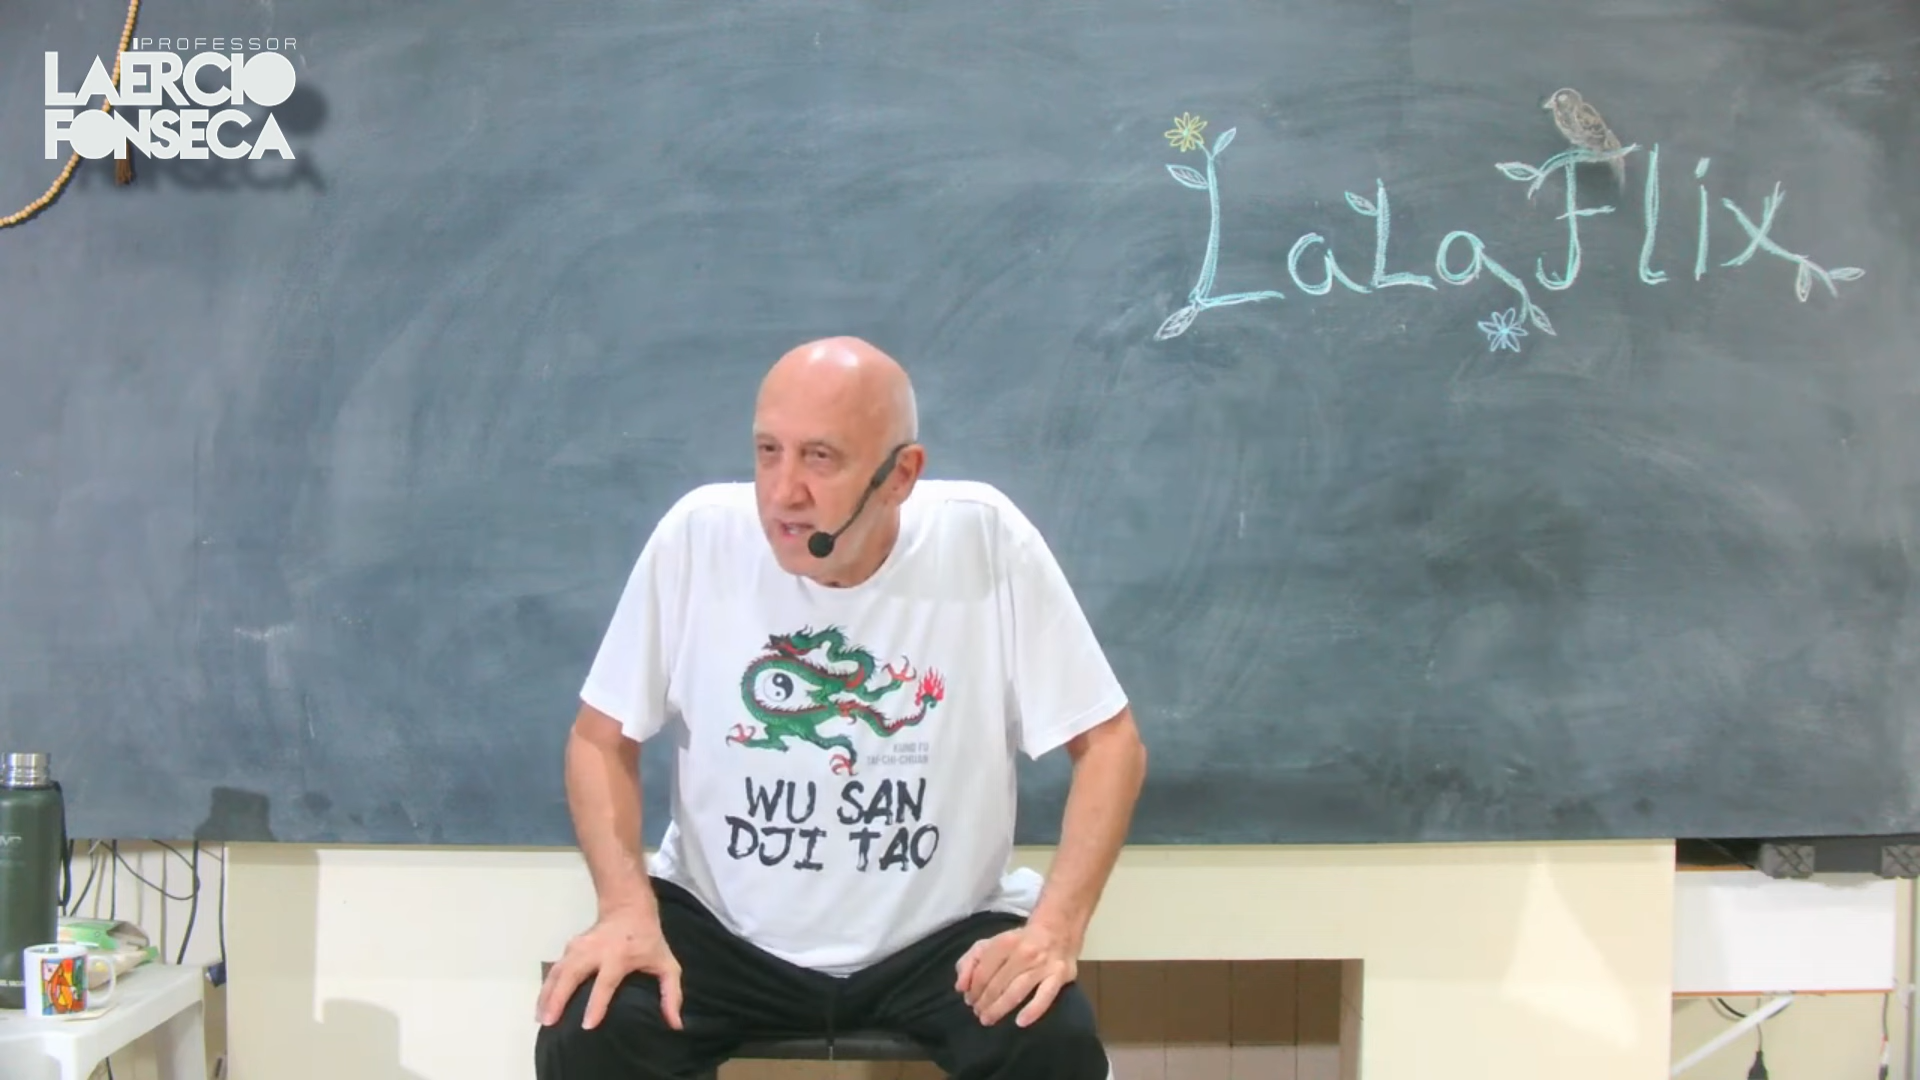 PROFESSOR
LAERCIO
FONSECA
LaLaFlix
KUNG FU
TAI-CHI-CHUAN
WU SAN
DJI TAO